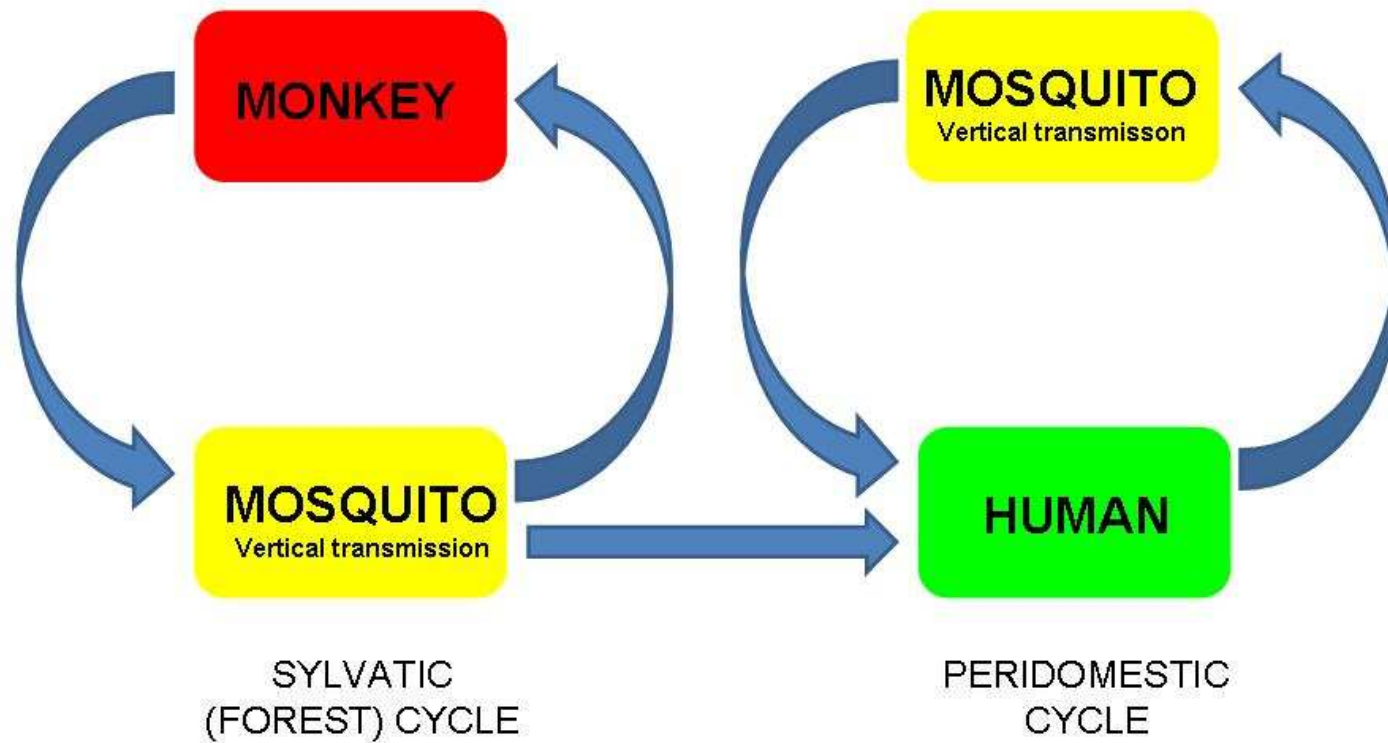 MONKEY
MOSQUITO
Vertical transmission
SYLVATIC
(FOREST) CYCLE
MOSQUITO
Vertical transmisson
HUMAN
PERIDOMESTIC
CYCLE